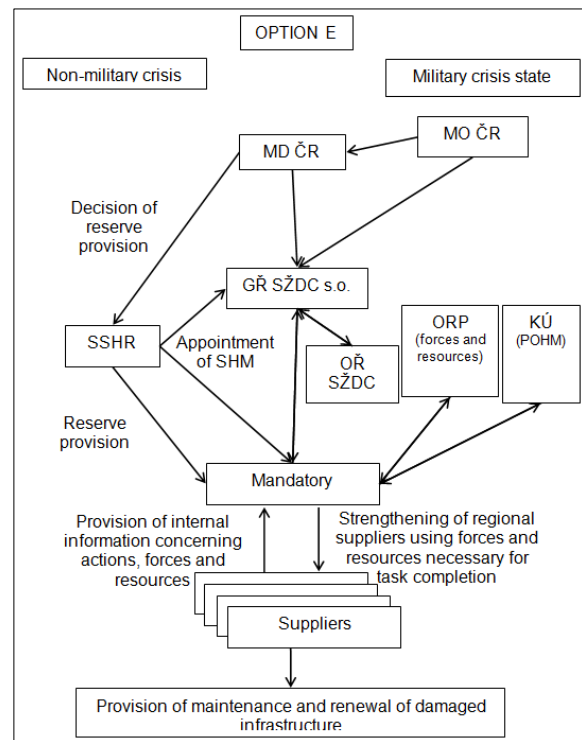 OPTION E
Non-military crisis
Military crisis state
MO ČR
MD ČR
Decision of
reserve
provision
GŘ SŽDC s.o.
SSHR
Appointment
of SHM
OŘ
SŽDC
ORP
(forces and
resources)
KÚ
(POHM)
Reserve
provision
Mandatory
Provision of internal
information concerning
actions, forces and
resources
Strengthening of regional
suppliers using forces and
resources necessary for
task completion
Suppliers
Provision of maintenance and renewal of damaged
infrastructure